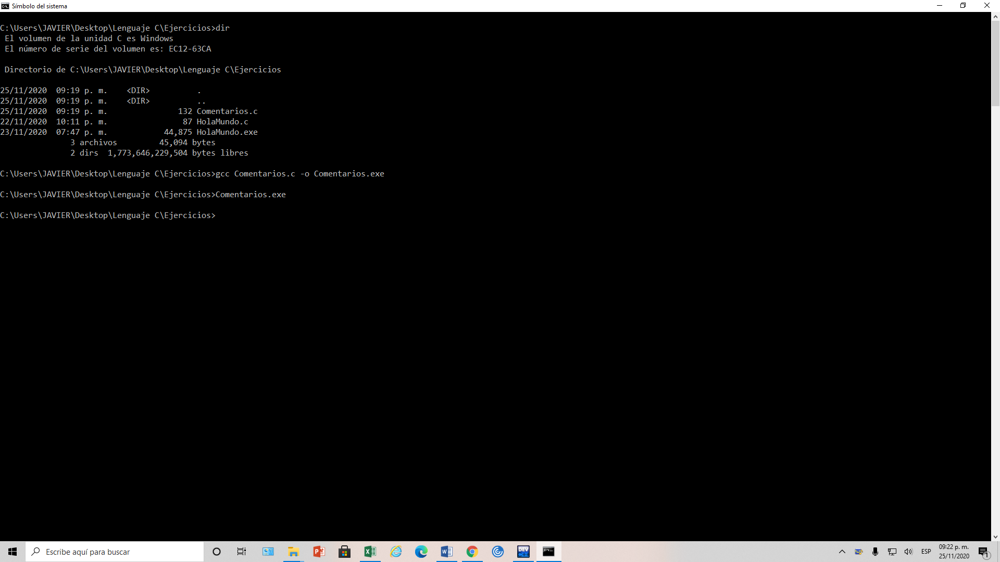 Símbolo del sistema
C:\Users\JAVIER\Desktop\Lenguaje C\Ejercicios>dir
 El volumen de la unidad C es Windows
 El número de serie del volumen es: EC12-63CA
 Directorio de C:\Users\JAVIER\Desktop\Lenguaje C\Ejercicios
25/11/2020  09:19 p. m.    <DIR>          .
25/11/2020  09:19 p. m.    <DIR>          ..
25/11/2020  09:19 p. m.               132 Comentarios.c
22/11/2020  10:11 p. m.                87 HolaMundo.c
23/11/2020  07:47 p. m.            44,875 HolaMundo.exe
               3 archivos         45,094 bytes
               2 dirs  1,773,646,229,504 bytes libres
C:\Users\JAVIER\Desktop\Lenguaje C\Ejercicios>gcc Comentarios.c -o Comentarios.exe
C:\Users\JAVIER\Desktop\Lenguaje C\Ejercicios>Comentarios.exe
C:\Users\JAVIER\Desktop\Lenguaje C\Ejercicios>
Escribe aquí para buscar
DEV
ESP
09:22 p. m.
25/11/2020
1